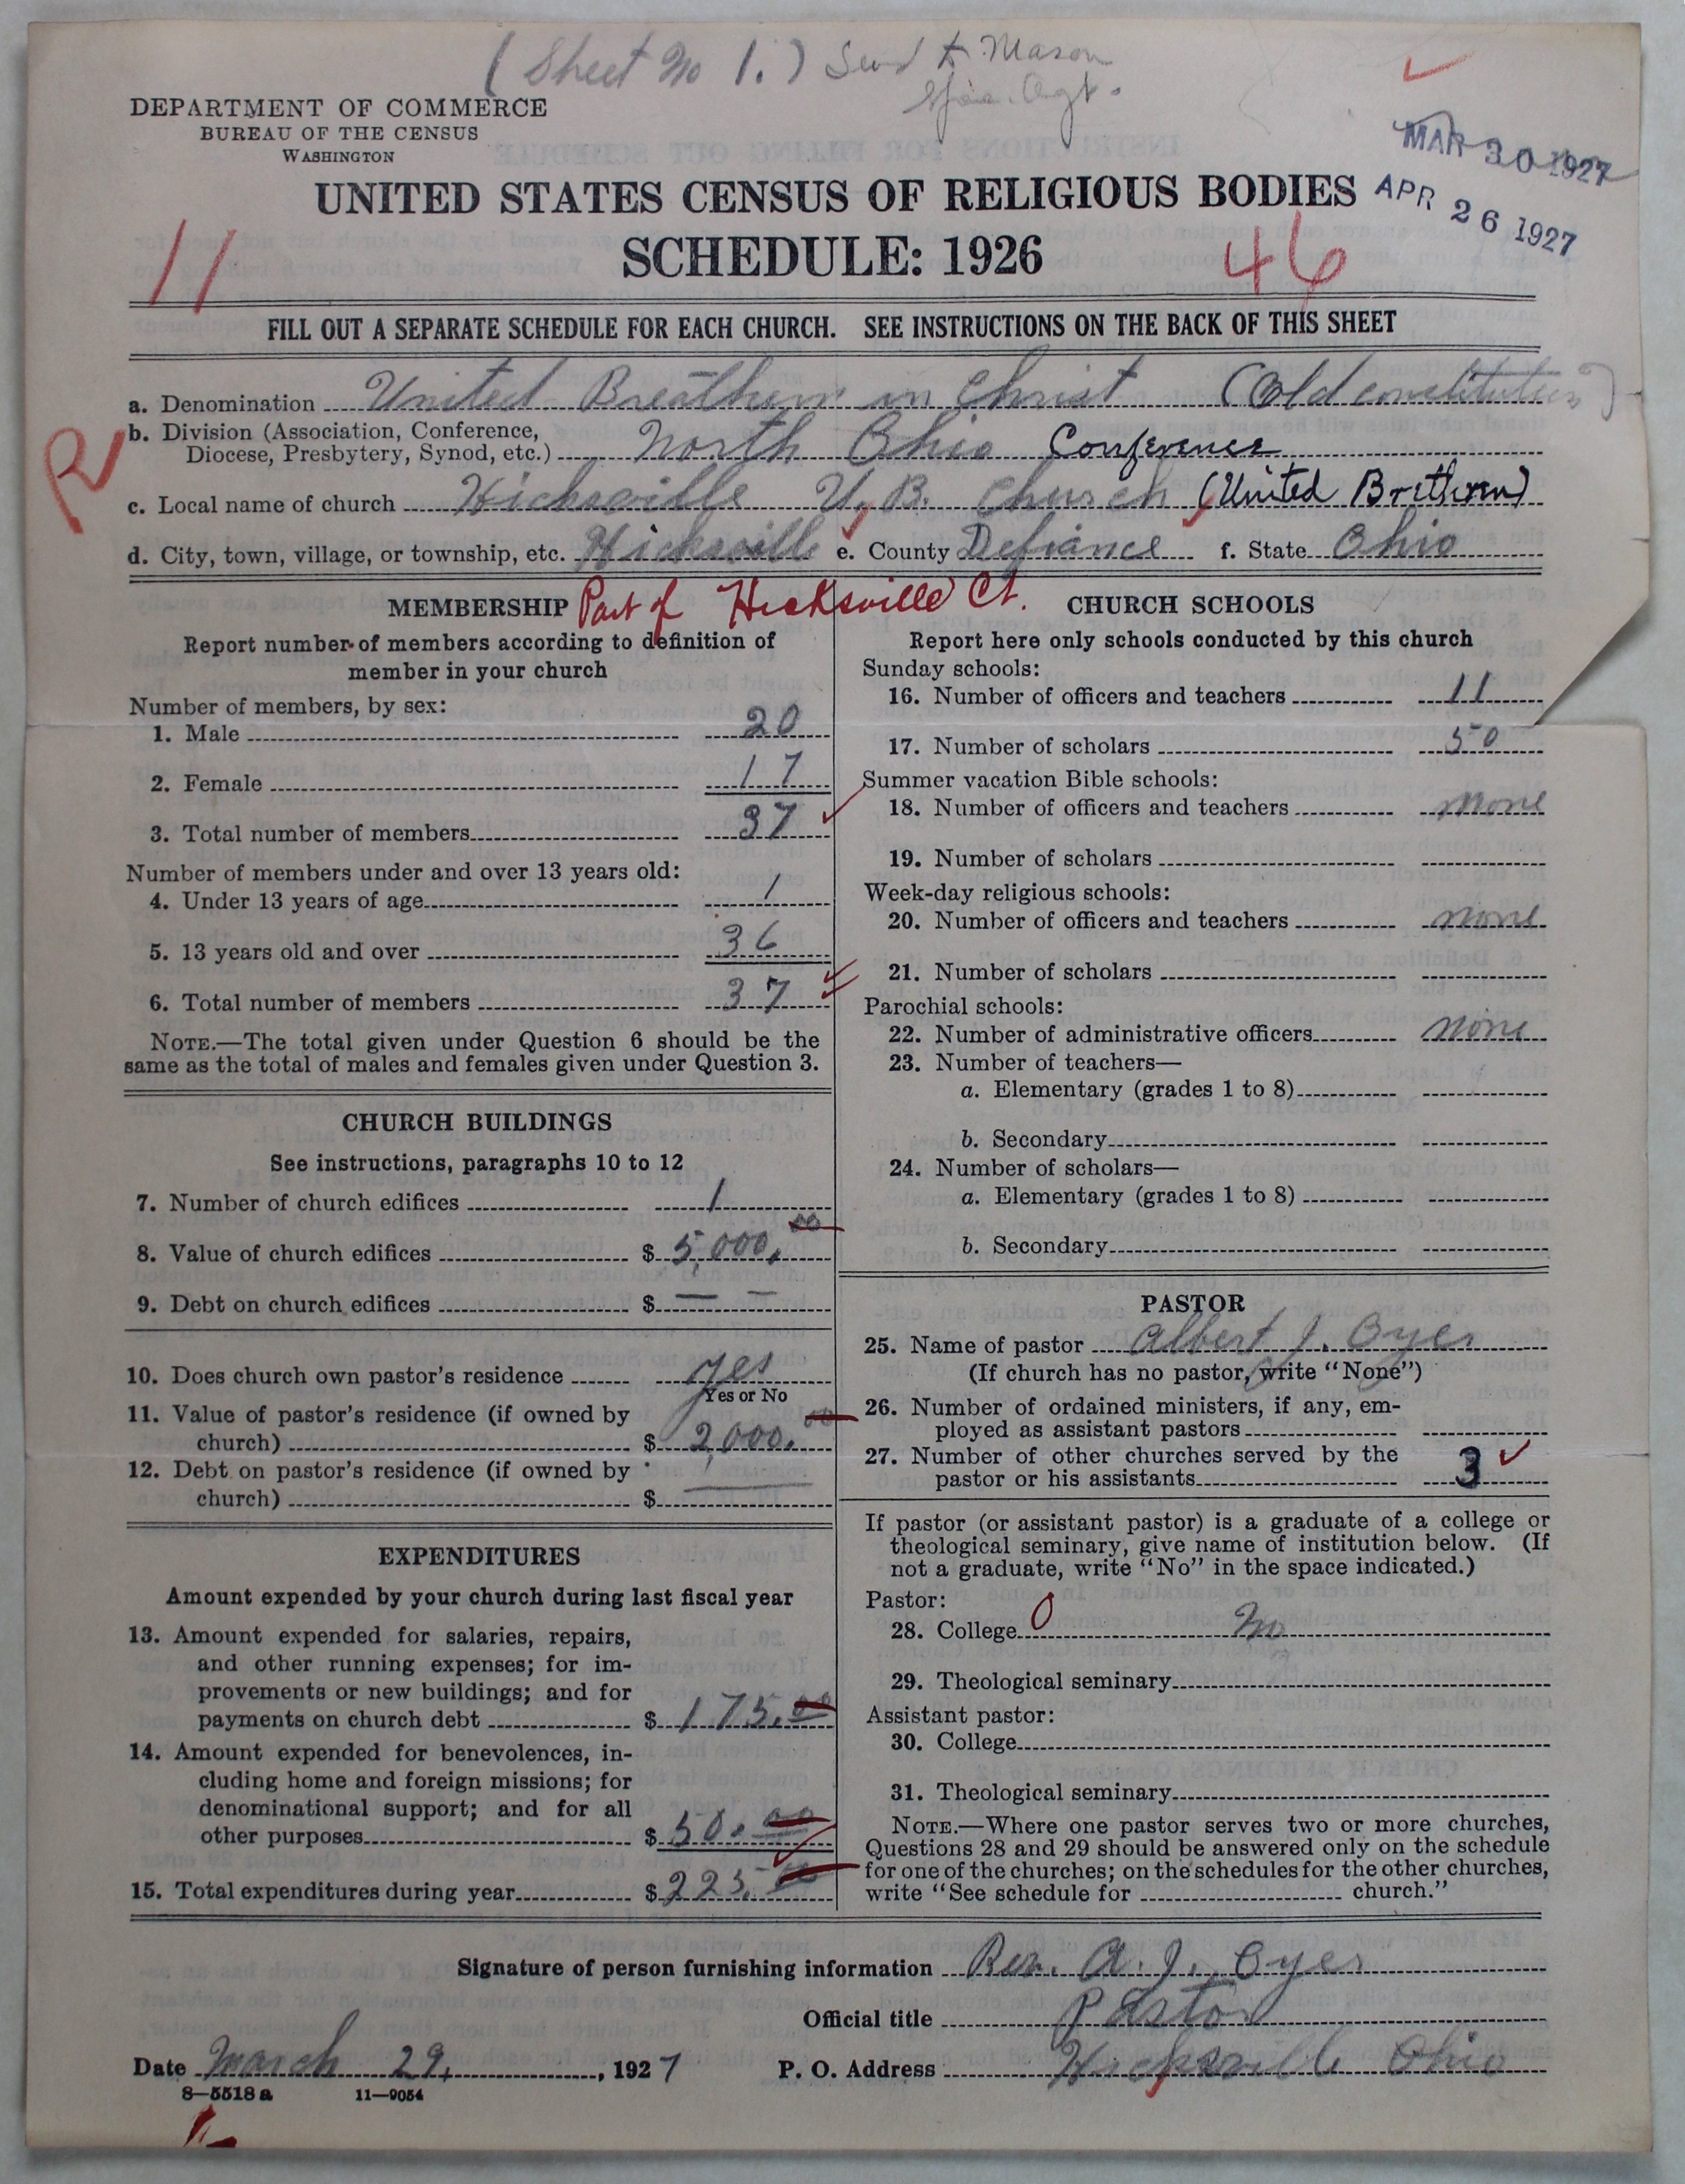 (Sheet No 1.) Send to Mason
Agt.
DEPARTMENT OF COMMERCE
BUREAU OF THE CENSUS
WASHINGTON
MAR 30 1927
APR 26 1927
UNITED STATES CENSUS OF RELIGIOUS BODIES
SCHEDULE: 1926
11
46
FILL OUT A SEPARATE SCHEDULE FOR EACH CHURCH. SEE INSTRUCTIONS ON THE BACK OF THIS SHEET
R
a. Denomination United Breathern in Christ (Old constitution)
b. Division (Association, Conference,
Diocese, Presbytery, Synod, etc.) North Ohio Conference
c. Local name of church Hicksville U. B. Church (United Brethren)
d. City, town, village, or township, etc. Hicksville e. County Defiance f. State Ohio
Part of Hicksville Ct.
MEMBERSHIP
Report number of members according to definition of
member in your church
Number of members, by sex:
1. Male 20
2. Female 17
3. Total number of members 37
Number of members under and over 13 years old:
4. Under 13 years of age 1
5. 13 years old and over 36
6. Total number of members 37
NOTE.—The total given under Question 6 should be the
same as the total of males and females given under Question 3.
CHURCH BUILDINGS
See instructions, paragraphs 10 to 12
7. Number of church edifices 1
8. Value of church edifices $ 5,000.00
9. Debt on church edifices $ — —
10. Does church own pastor's residence yes
Yes or No
11. Value of pastor's residence (if owned by
church) $ 2,000.00
12. Debt on pastor's residence (if owned by
church) $ —
EXPENDITURES
Amount expended by your church during last fiscal year
13. Amount expended for salaries, repairs,
and other running expenses; for im-
provements or new buildings; and for
payments on church debt $ 175.00
14. Amount expended for benevolences, in-
cluding home and foreign missions; for
denominational support; and for all
other purposes $ 50.00
15. Total expenditures during year $ 225.00
CHURCH SCHOOLS
Report here only schools conducted by this church
Sunday schools:
16. Number of officers and teachers 11
17. Number of scholars 50
Summer vacation Bible schools:
18. Number of officers and teachers none
19. Number of scholars
Week-day religious schools:
20. Number of officers and teachers none
21. Number of scholars
Parochial schools:
22. Number of administrative officers none
23. Number of teachers—
a. Elementary (grades 1 to 8)
b. Secondary
24. Number of scholars—
a. Elementary (grades 1 to 8)
b. Secondary
PASTOR
25. Name of pastor Albert J. Oyer
(If church has no pastor, write "None")
26. Number of ordained ministers, if any, em-
ployed as assistant pastors
27. Number of other churches served by the
pastor or his assistants 3
If pastor (or assistant pastor) is a graduate of a college or
theological seminary, give name of institution below. (If
not a graduate, write "No" in the space indicated.)
Pastor:
28. College 0 No
29. Theological seminary
Assistant pastor:
30. College
31. Theological seminary
NOTE.—Where one pastor serves two or more churches,
Questions 28 and 29 should be answered only on the schedule
for one of the churches; on the schedules for the other churches,
write "See schedule for church."
Signature of person furnishing information Rev. A. J. Oyer
Official title Pastor
Date March 29, 1927 P. O. Address Hicksville Ohio
8—5518a 11—9054